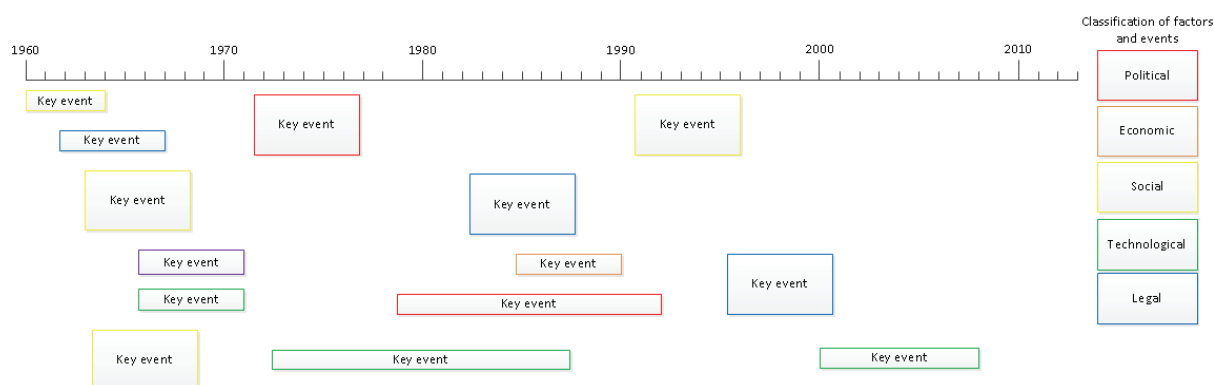 Classification of factors
and events
1960 1970 1980 1990 2000 2010
Political
Key event
Key event
Key event
Key event
Economic
Key event
Social
Key event
Technological
Key event
Key event
Key event
Key event
Legal
Key event
Key event
Key event
Key event
Key event